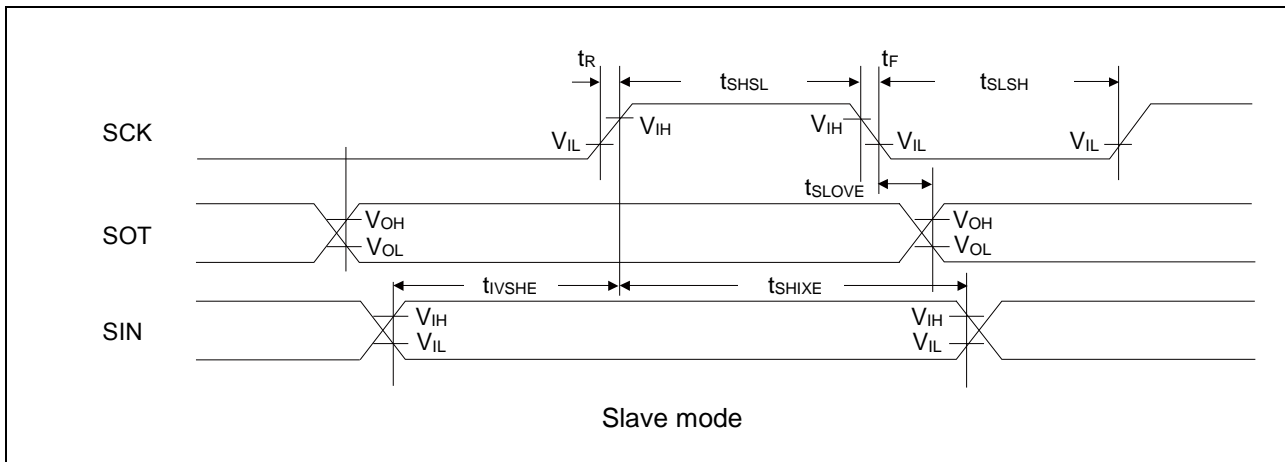 tR tF
tSHSL tSLSH
SCK VIL VIH VIH VIL VIL
tSLOVE
SOT VOH VOL VOH VOL
tIVSHE tSHIXE
SIN VIH VIL VIH VIL
Slave mode